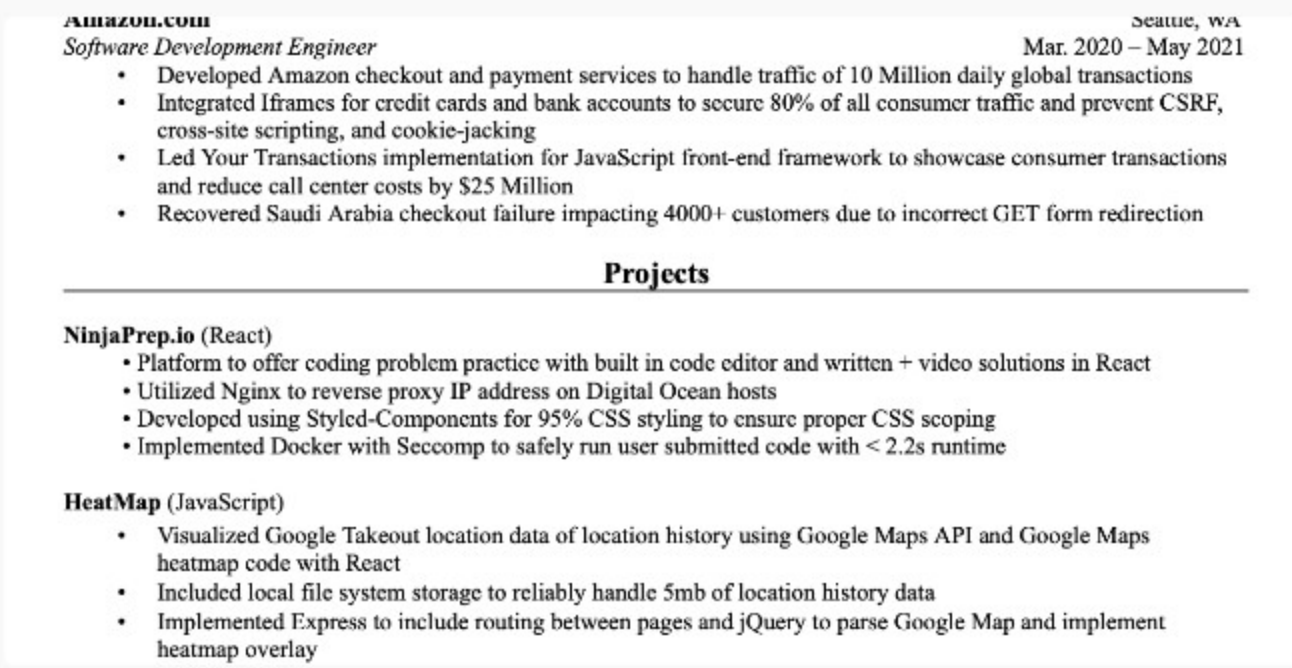 Amazon.com Seattle, WA
Software Development Engineer Mar. 2020 – May 2021
• Developed Amazon checkout and payment services to handle traffic of 10 Million daily global transactions
• Integrated Iframes for credit cards and bank accounts to secure 80% of all consumer traffic and prevent CSRF,
cross-site scripting, and cookie-jacking
• Led Your Transactions implementation for JavaScript front-end framework to showcase consumer transactions
and reduce call center costs by $25 Million
• Recovered Saudi Arabia checkout failure impacting 4000+ customers due to incorrect GET form redirection
Projects
NinjaPrep.io (React)
• Platform to offer coding problem practice with built in code editor and written + video solutions in React
• Utilized Nginx to reverse proxy IP address on Digital Ocean hosts
• Developed using Styled-Components for 95% CSS styling to ensure proper CSS scoping
• Implemented Docker with Seccomp to safely run user submitted code with < 2.2s runtime
HeatMap (JavaScript)
• Visualized Google Takeout location data of location history using Google Maps API and Google Maps
heatmap code with React
• Included local file system storage to reliably handle 5mb of location history data
• Implemented Express to include routing between pages and jQuery to parse Google Map and implement
heatmap overlay